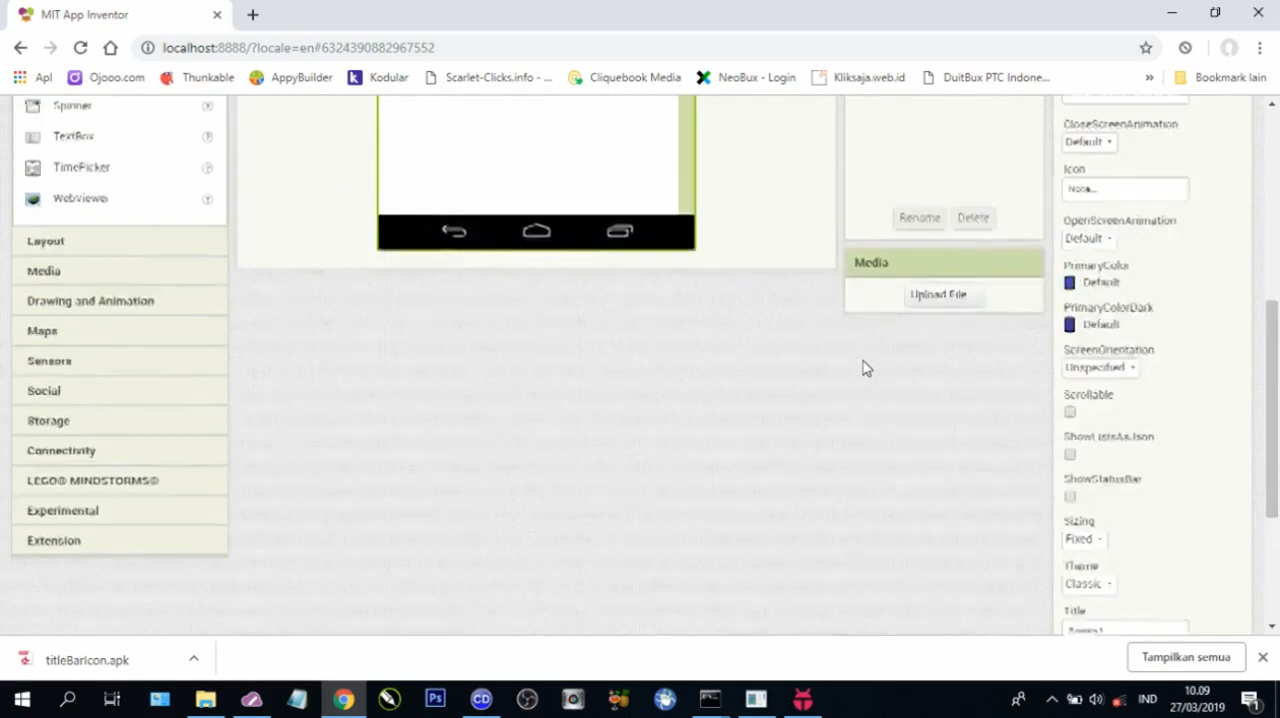 MIT App Inventor
localhost:8888/?locale=en#6324390882967552
Apl
Ojooo.com
Thunkable
AppyBuilder
Kodular
Scarlet-Clicks.info - ...
Cliquebook Media
NeoBux - Login
Kliksaja.web.id
DuitBux PTC Indone...
»
Bookmark lain
Spinner
TextBox
TimePicker
WebViewer
Layout
Media
Drawing and Animation
Maps
Sensors
Social
Storage
Connectivity
LEGO® MINDSTORMS®
Experimental
Extension
Rename
Delete
Media
Upload File ...
CloseScreenAnimation
Default
Icon
None...
OpenScreenAnimation
Default
PrimaryColor
Default
PrimaryColorDark
Default
ScreenOrientation
Unspecified
Scrollable
ShowListsAsJson
ShowStatusBar
Sizing
Fixed
Theme
Classic
Title
titleBarIcon.apk
Tampilkan semua
Ps
CD
IND
10.09
27/03/2019
1